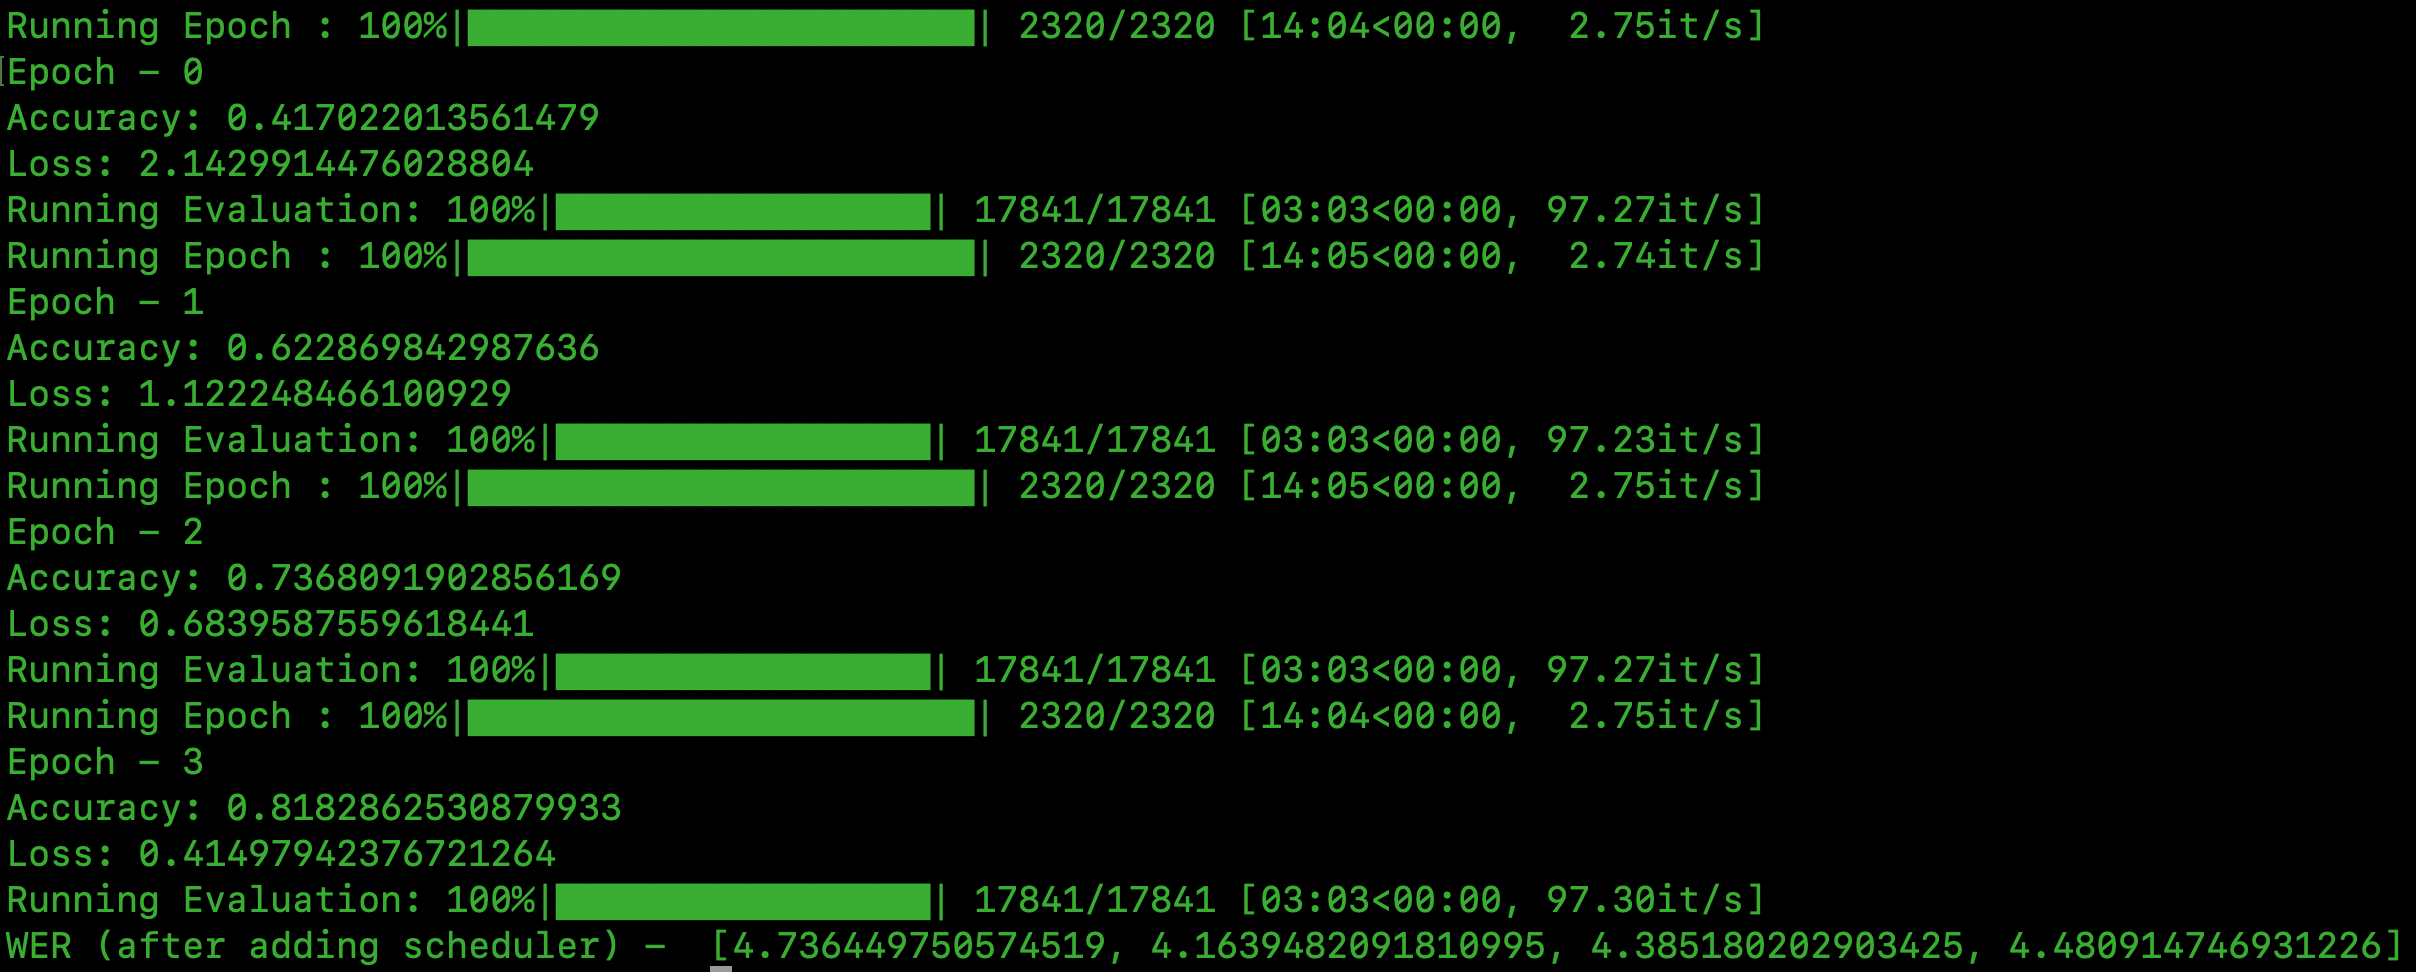 Running Epoch : 100%|██████████████████████| 2320/2320 [14:04<00:00,  2.75it/s]
Epoch – 0
Accuracy: 0.417022013561479
Loss: 2.1429914476028804
Running Evaluation: 100%|█████████████████| 17841/17841 [03:03<00:00, 97.27it/s]
Running Epoch : 100%|██████████████████████| 2320/2320 [14:05<00:00,  2.74it/s]
Epoch – 1
Accuracy: 0.622869842987636
Loss: 1.122248466100929
Running Evaluation: 100%|█████████████████| 17841/17841 [03:03<00:00, 97.23it/s]
Running Epoch : 100%|██████████████████████| 2320/2320 [14:05<00:00,  2.75it/s]
Epoch – 2
Accuracy: 0.7368091902856169
Loss: 0.6839587559618441
Running Evaluation: 100%|█████████████████| 17841/17841 [03:03<00:00, 97.27it/s]
Running Epoch : 100%|██████████████████████| 2320/2320 [14:04<00:00,  2.75it/s]
Epoch – 3
Accuracy: 0.8182862530879933
Loss: 0.41497942376721264
Running Evaluation: 100%|█████████████████| 17841/17841 [03:03<00:00, 97.30it/s]
WER (after adding scheduler) –  [4.736449750574519, 4.1639482091810995, 4.385180202903425, 4.480914746931226]